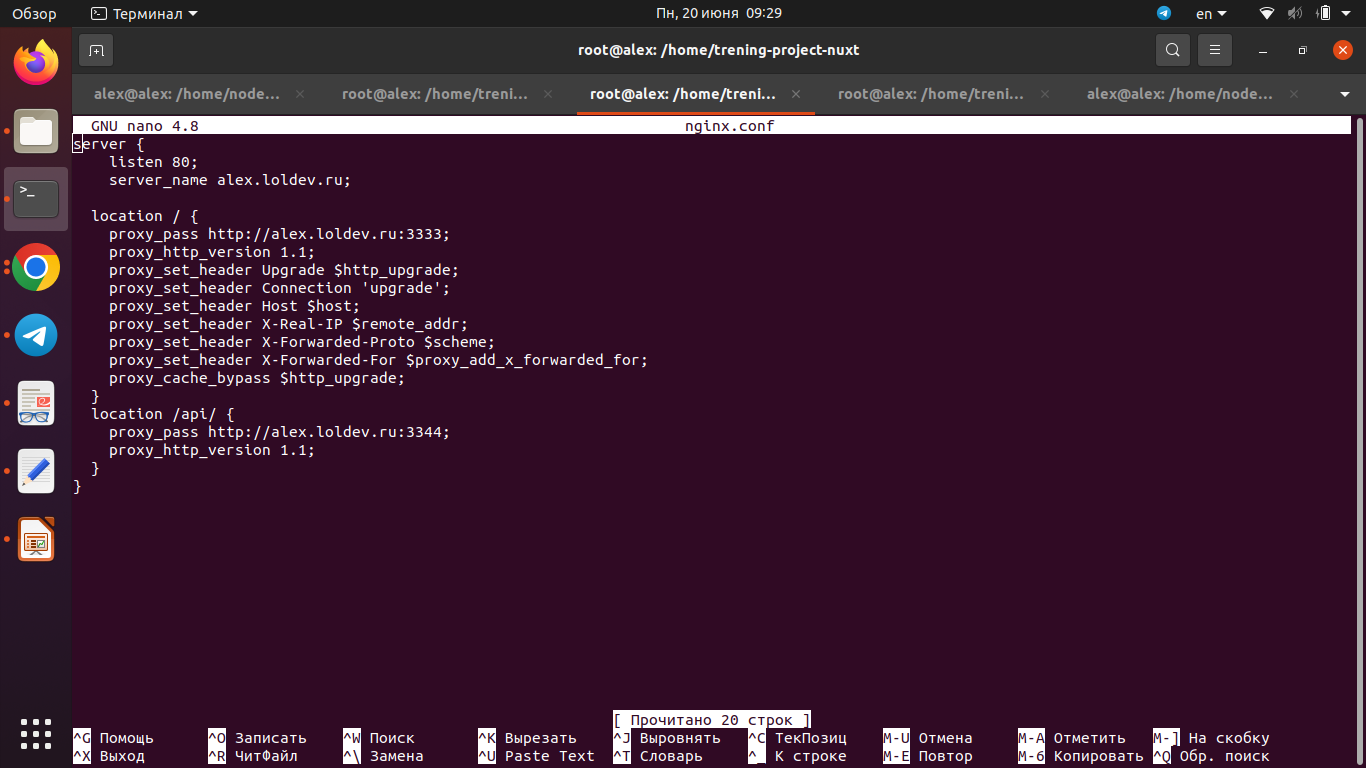 Обзор Терминал Пн, 20 июня 09:29 en
root@alex: /home/trening-project-nuxt
alex@alex: /home/node... root@alex: /home/treni... root@alex: /home/treni... root@alex: /home/treni... alex@alex: /home/node...
GNU nano 4.8 nginx.conf
server {
listen 80;
server_name alex.loldev.ru;
location / {
proxy_pass http://alex.loldev.ru:3333;
proxy_http_version 1.1;
proxy_set_header Upgrade $http_upgrade;
proxy_set_header Connection 'upgrade';
proxy_set_header Host $host;
proxy_set_header X-Real-IP $remote_addr;
proxy_set_header X-Forwarded-Proto $scheme;
proxy_set_header X-Forwarded-For $proxy_add_x_forwarded_for;
proxy_cache_bypass $http_upgrade;
}
location /api/ {
proxy_pass http://alex.loldev.ru:3344;
proxy_http_version 1.1;
}
}
[ Прочитано 20 строк ]
^G Помощь ^O Записать ^W Поиск ^K Вырезать ^J Выровнять ^C ТекПозиц M-U Отмена M-A Отметить M-] На скобку
^X Выход ^R ЧитФайл ^\ Замена ^U Paste Text ^T Словарь ^_ К строке M-E Повтор M-6 Копировать ^Q Обр. поиск